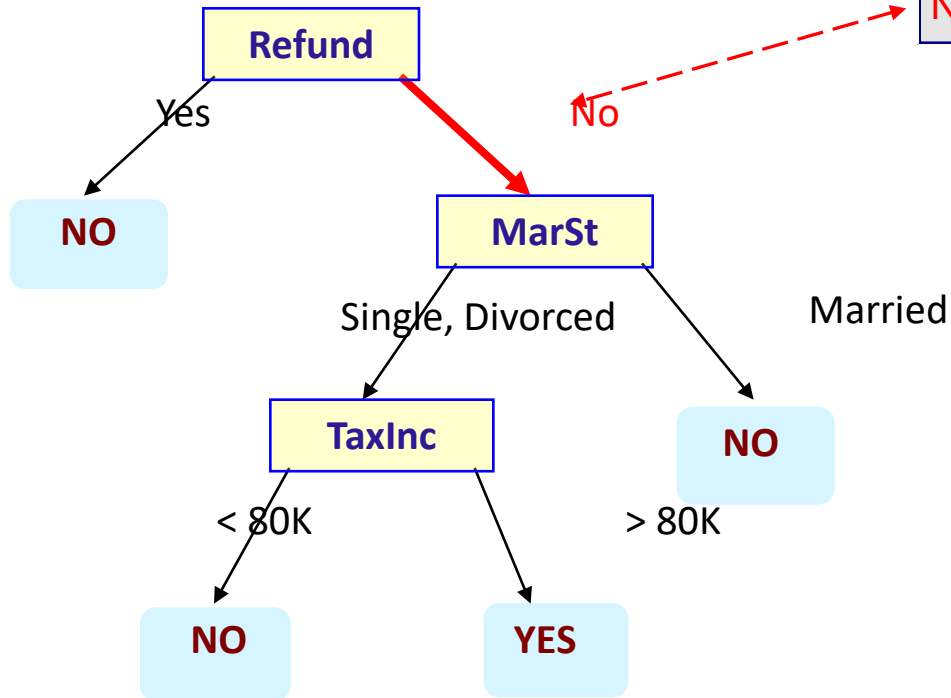 Refund
Yes
No
NO
MarSt
Single, Divorced
Married
TaxInc
NO
< 80K
> 80K
NO
YES